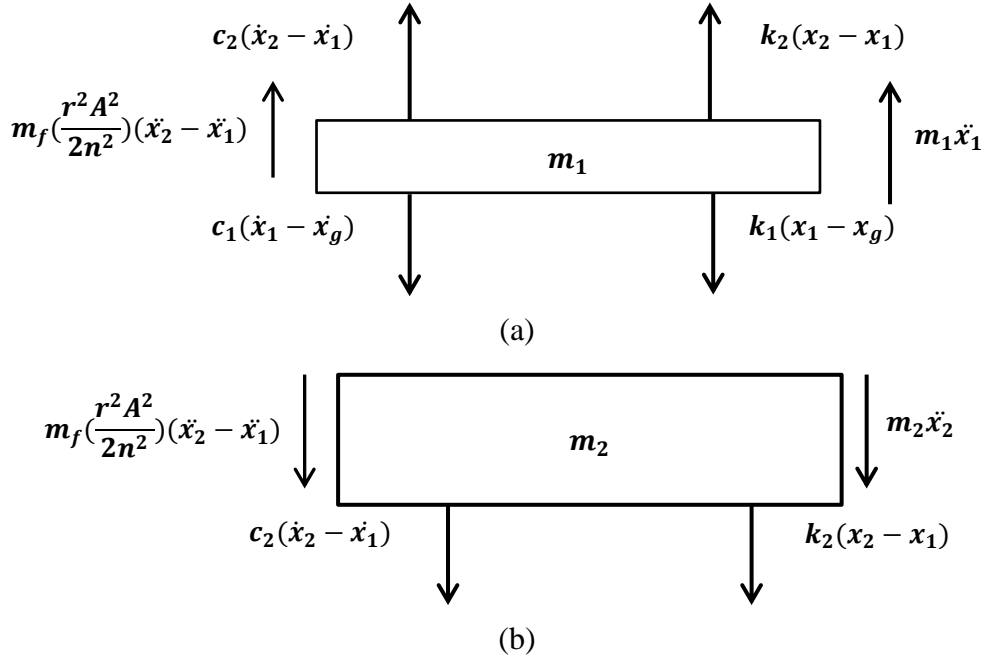 c₂(ẋ₂ − ẋ₁) k₂(x₂ − x₁)
m_f(r²A²/2n²)(ẍ₂ − ẍ₁) m₁ m₁ẍ₁
c₁(ẋ₁ − ẋ_g) k₁(x₁ − x_g)
(a)
m_f(r²A²/2n²)(ẍ₂ − ẍ₁) m₂ m₂ẍ₂
c₂(ẋ₂ − ẋ₁) k₂(x₂ − x₁)
(b)